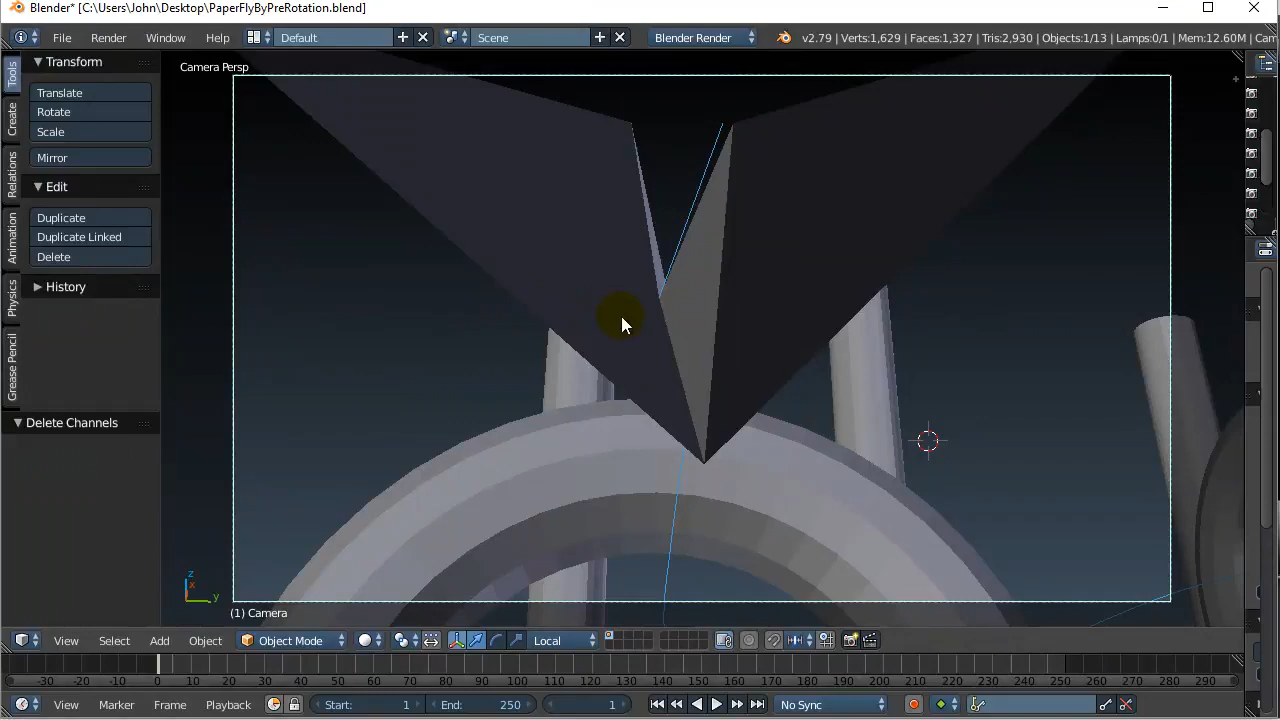 Blender* [C:\Users\John\Desktop\PaperFlyByPreRotation.blend]
File Render Window Help Default Scene Blender Render v2.79 | Verts:1,629 | Faces:1,327 | Tris:2,930 | Objects:1/13 | Lamps:0/1 | Mem:12.60M | Cam
Tools
Create
Relations
Animation
Physics
Grease Pencil
Transform
Translate
Rotate
Scale
Mirror
Edit
Duplicate
Duplicate Linked
Delete
History
Delete Channels
Camera Persp
z
x
y
(1) Camera
View Select Add Object Object Mode Local
-30 -20 -10 0 10 20 30 40 50 60 70 80 90 100 110 120 130 140 150 160 170 180 190 200 210 220 230 240 250 260 270 280 290
View Marker Frame Playback Start: 1 End: 250 1 No Sync